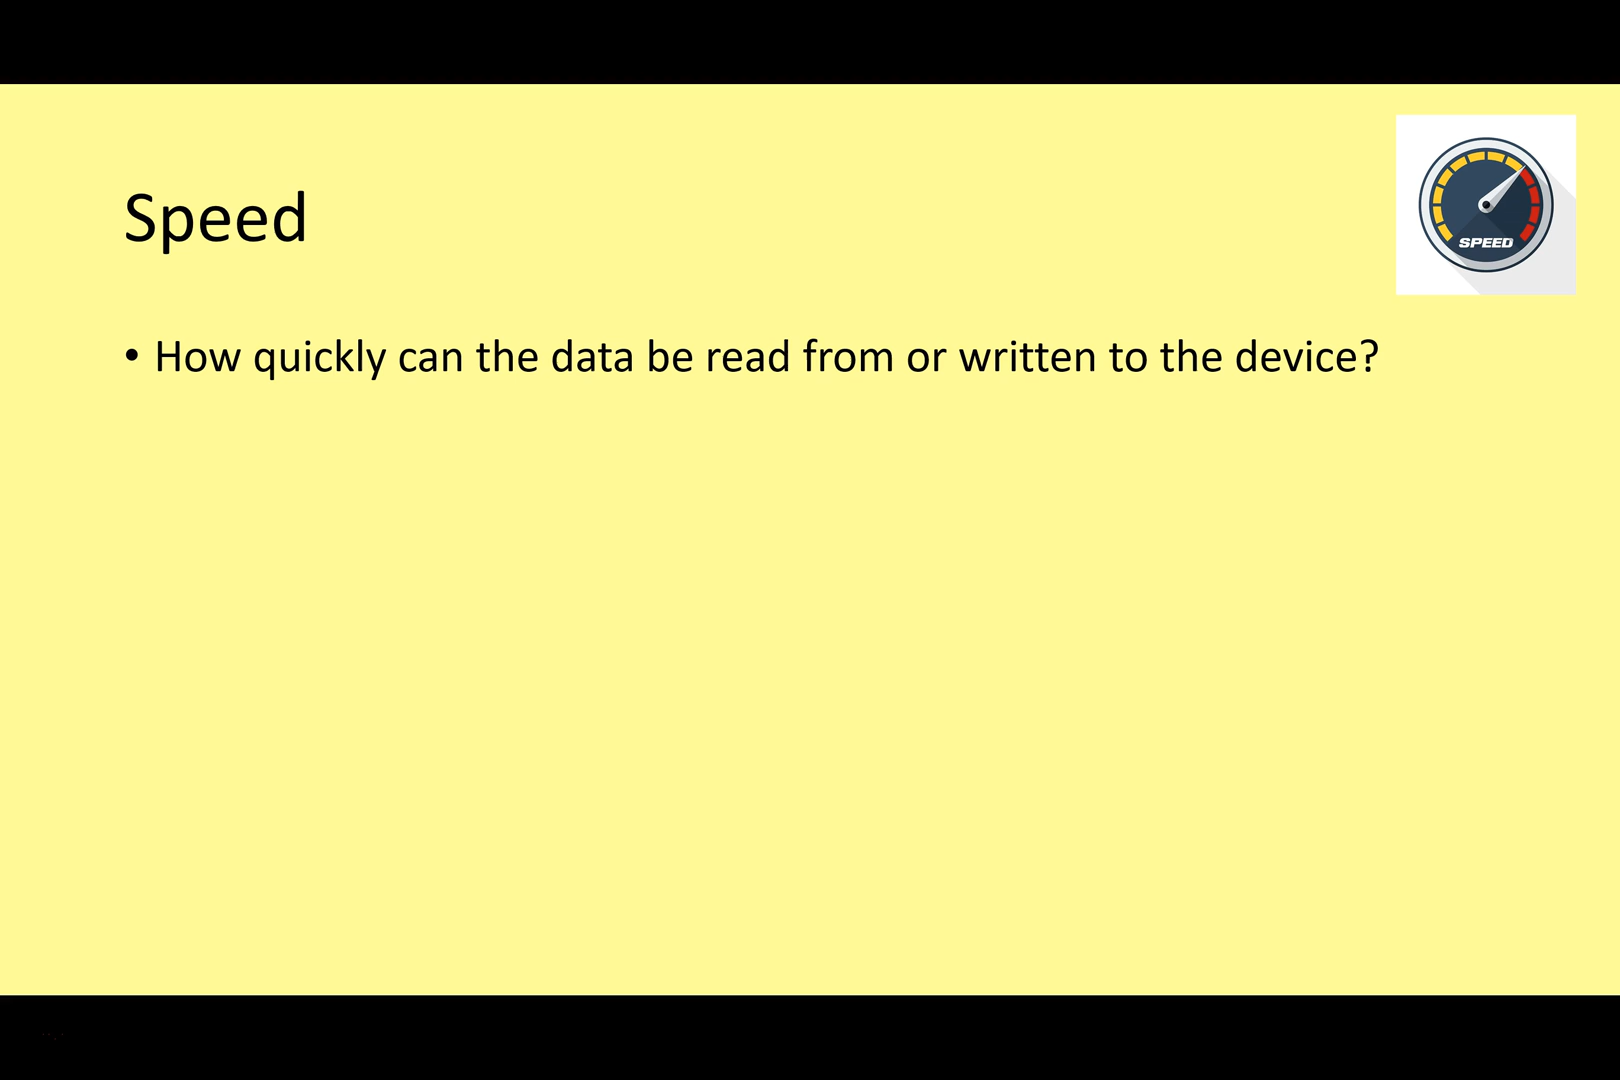 Speed
SPEED
• How quickly can the data be read from or written to the device?